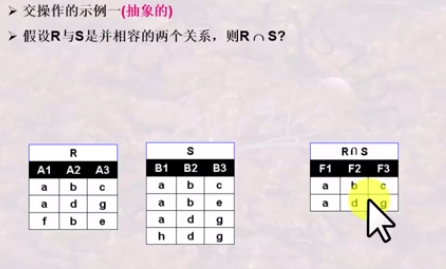 ➢ 交操作的示例一(抽象的)
➢ 假设R与S是并相容的两个关系，则R ∩ S?
R
A1 A2 A3
a b c
a d g
f b e
S
B1 B2 B3
a b c
a b e
a d g
h d g
R∩S
F1 F2 F3
a b c
a d g